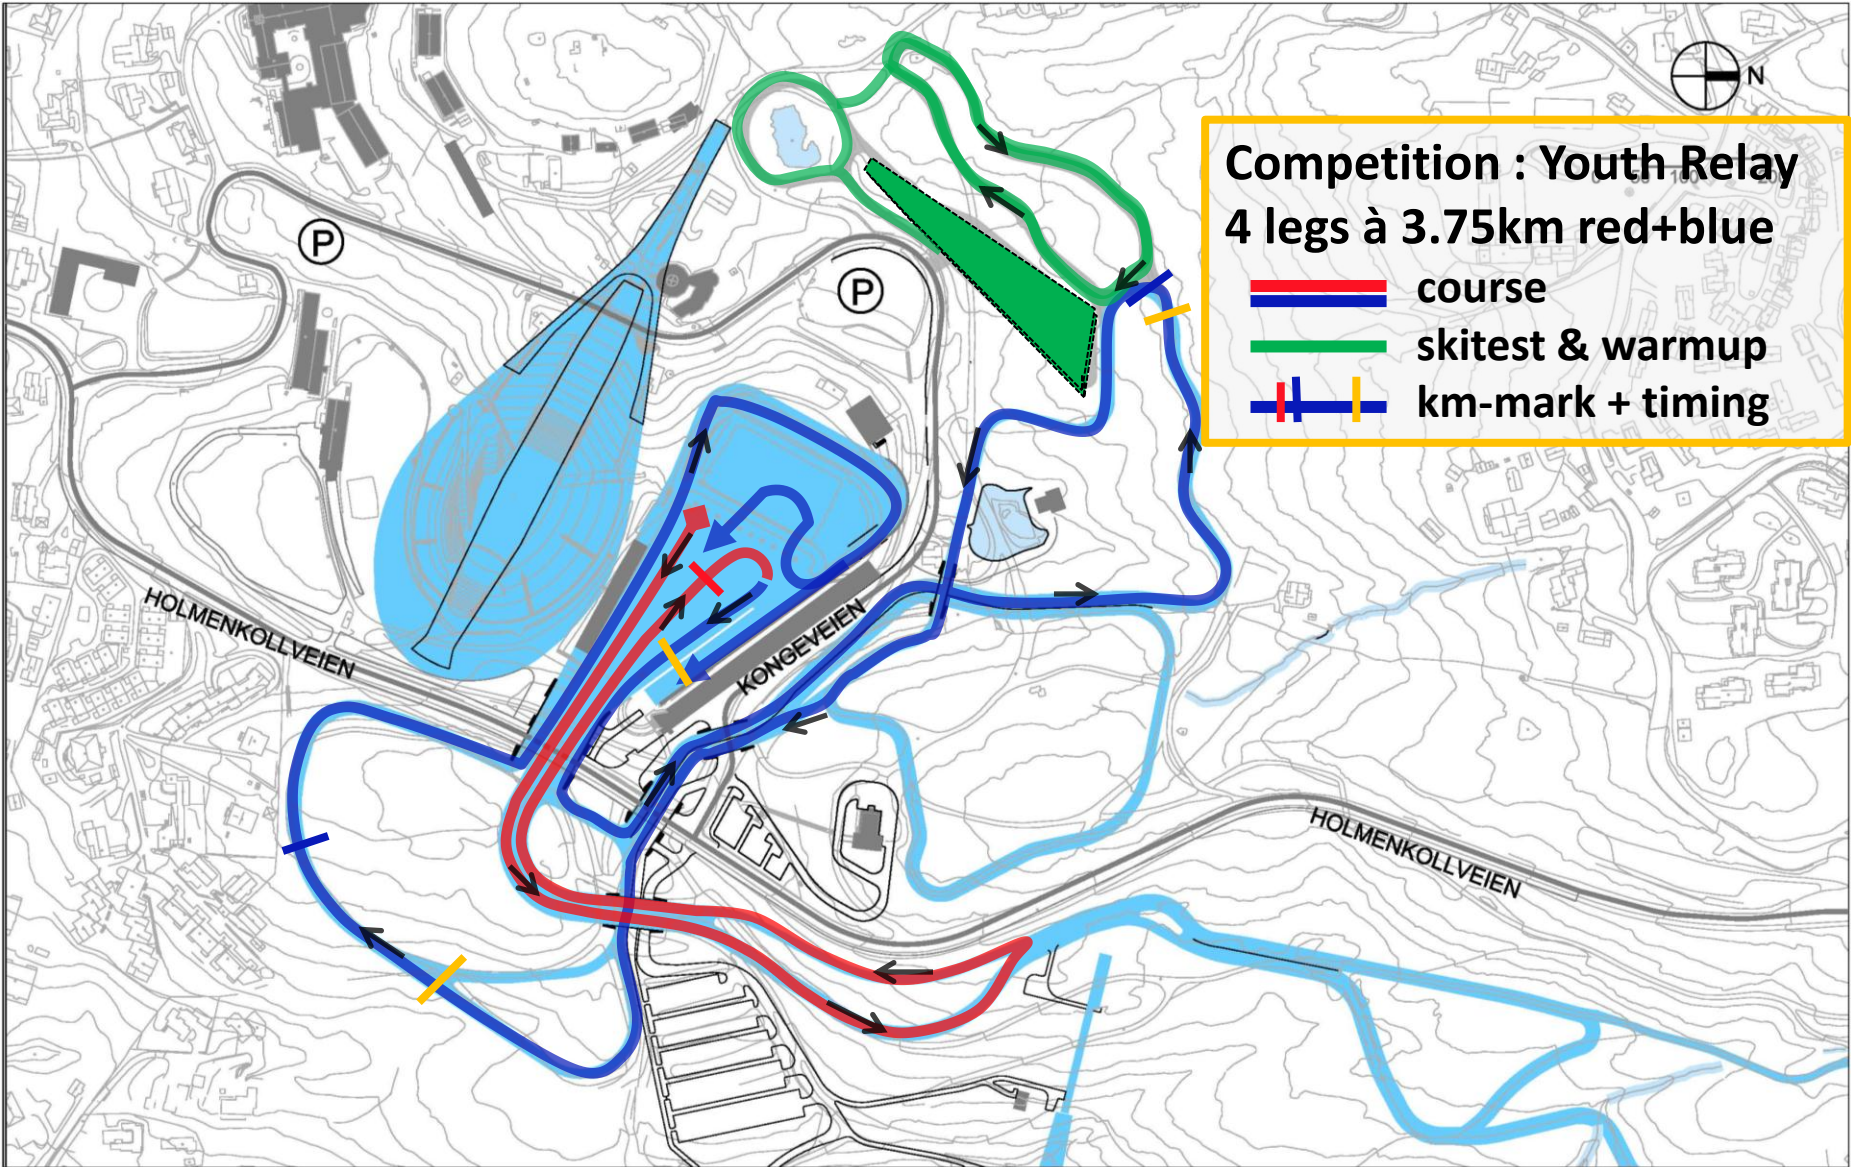 N
Competition : Youth Relay
4 legs à 3.75km red+blue
course
skitest & warmup
km-mark + timing
P
P
HOLMENKOLLVEIEN
KONGEVEIEN
HOLMENKOLLVEIEN